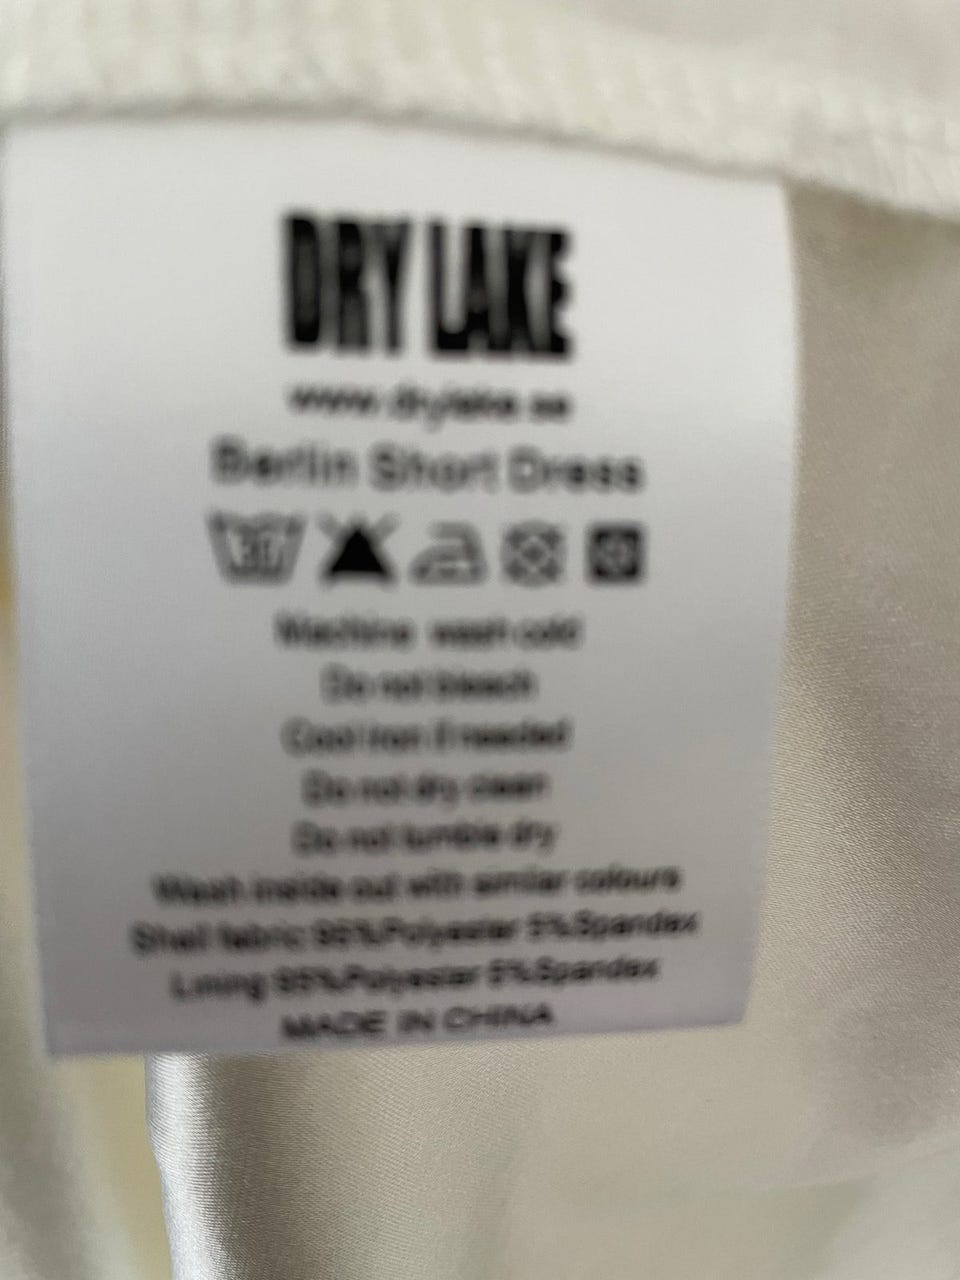 DRY LAKE
www.drylake.se
Berlin Short Dress
30
Machine wash cold
Do not bleach
Cool iron if needed
Do not dry clean
Do not tumble dry
Wash inside out with similar colours
Shell fabric 95%Polyester 5%Spandex
Lining 95%Polyester 5%Spandex
MADE IN CHINA